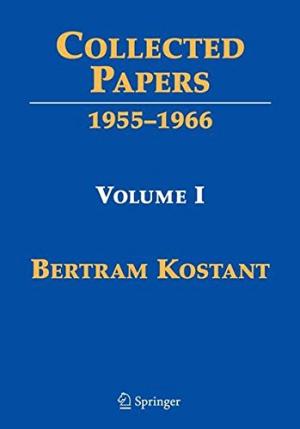 COLLECTED
PAPERS
1955–1966
VOLUME I
BERTRAM KOSTANT
Springer